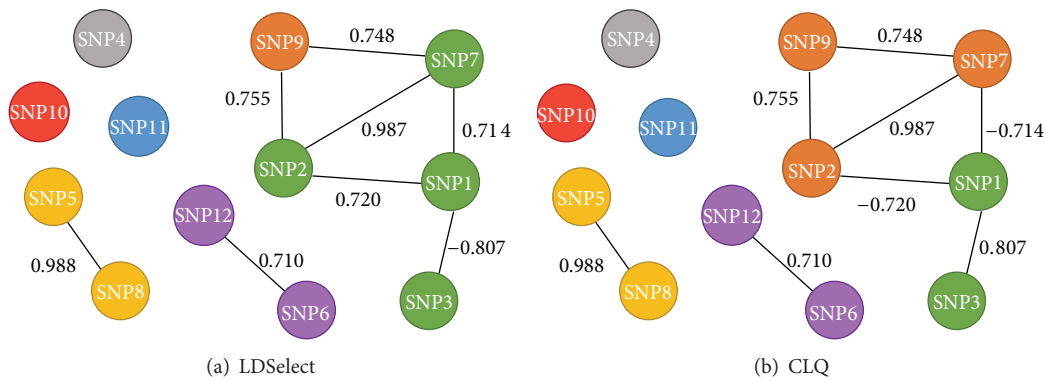 SNP4
SNP9
0.748
SNP7
SNP10
SNP11
0.755
0.987
0.714
SNP2
SNP1
0.720
SNP5
SNP12
0.988
0.710
−0.807
SNP8
SNP6
SNP3
(a) LDSelect
SNP4
SNP9
0.748
SNP7
SNP10
SNP11
0.755
0.987
−0.714
SNP2
SNP1
−0.720
SNP5
SNP12
0.988
0.710
0.807
SNP8
SNP6
SNP3
(b) CLQ